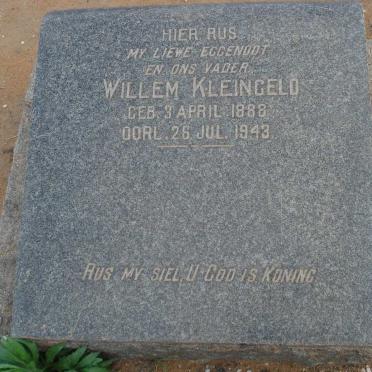 HIER RUS
MY LIEWE EGGENOOT
EN ONS VADER
WILLEM KLEINGELD
GEB. 3 APRIL 1888
OORL. 26 JUL. 1943.
RUS MY SIEL, U GOD IS KONING